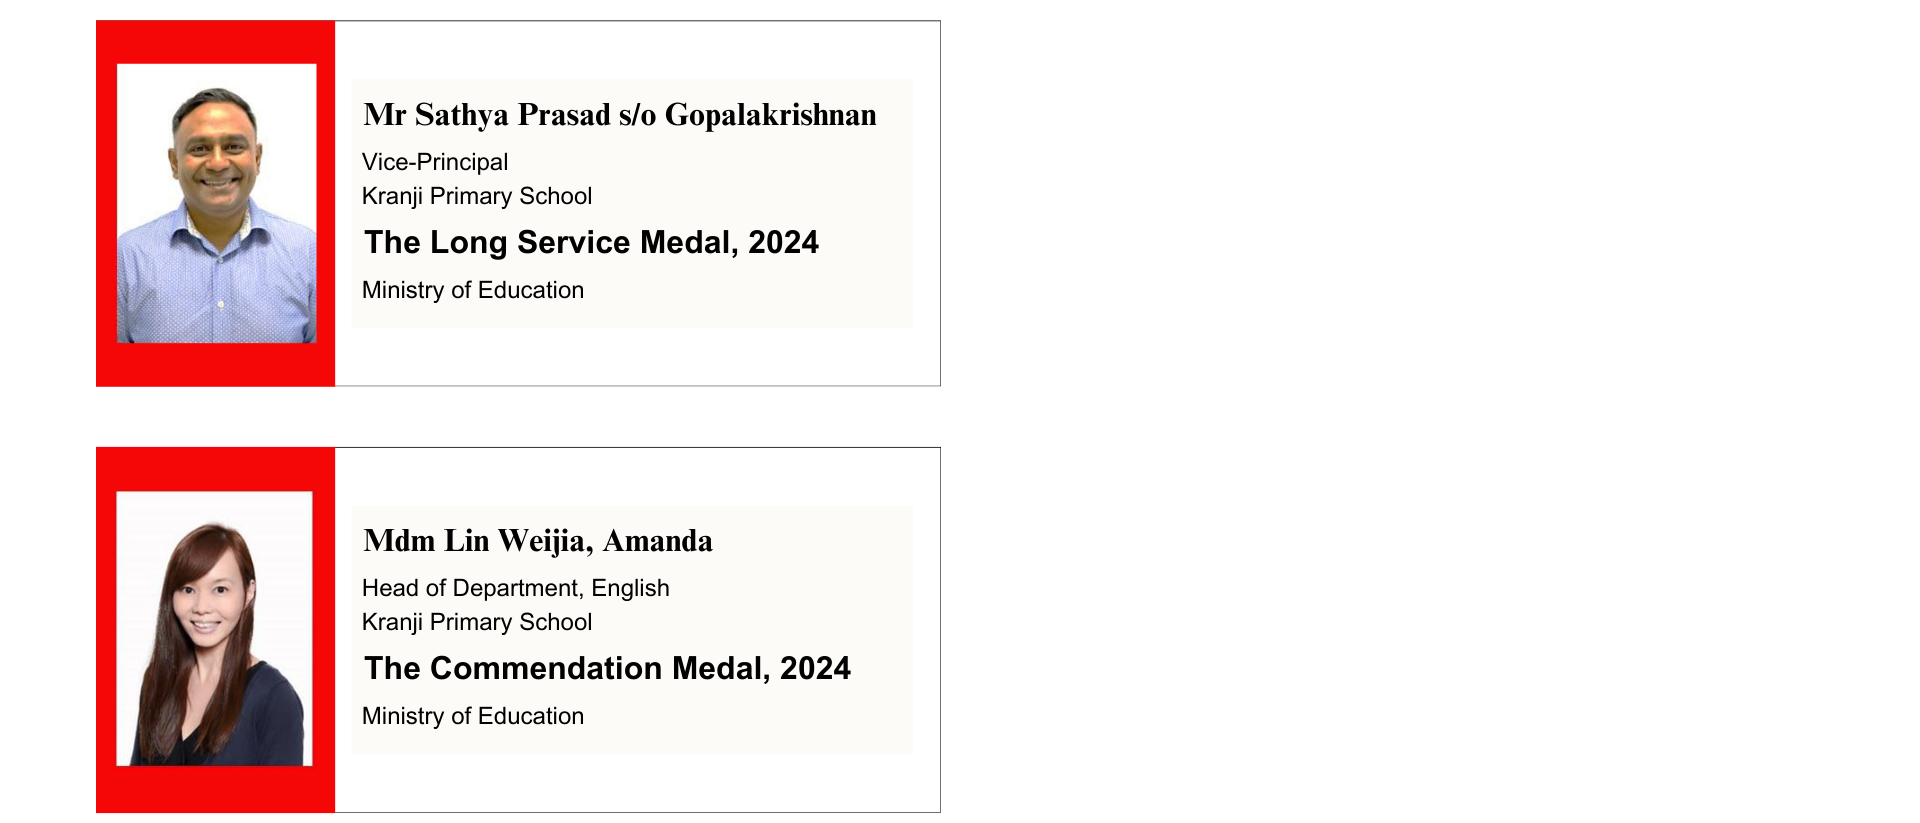 Mr Sathya Prasad s/o Gopalakrishnan
Vice-Principal
Kranji Primary School
The Long Service Medal, 2024
Ministry of Education
Mdm Lin Weijia, Amanda
Head of Department, English
Kranji Primary School
The Commendation Medal, 2024
Ministry of Education